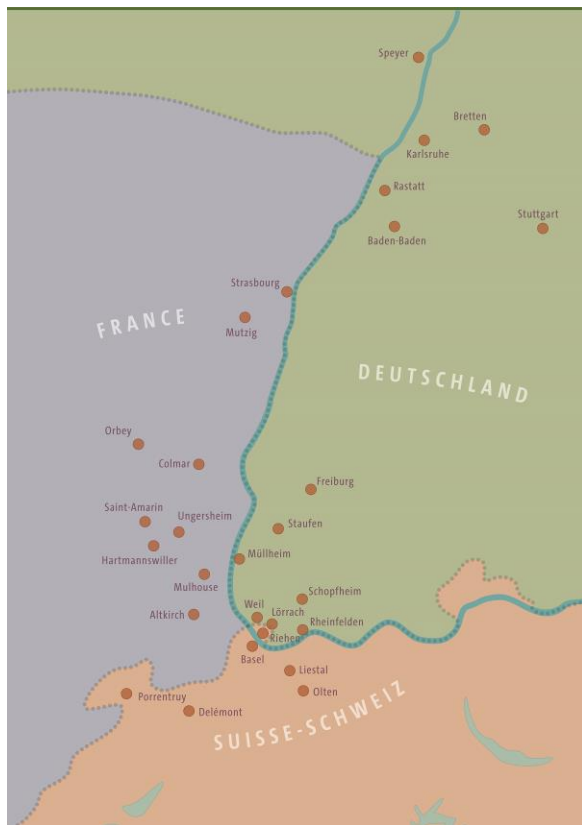 Speyer
Bretten
Karlsruhe
Rastatt
Stuttgart
Baden-Baden
Strasbourg
FRANCE
Mutzig
DEUTSCHLAND
Orbey
Colmar
Freiburg
Saint-Amarin
Ungersheim
Staufen
Hartmannswiller
Müllheim
Mulhouse
Schopfheim
Altkirch
Weil
Lörrach
Rheinfelden
Riehen
Basel
Liestal
Porrentruy
Olten
Delémont
SUISSE-SCHWEIZ